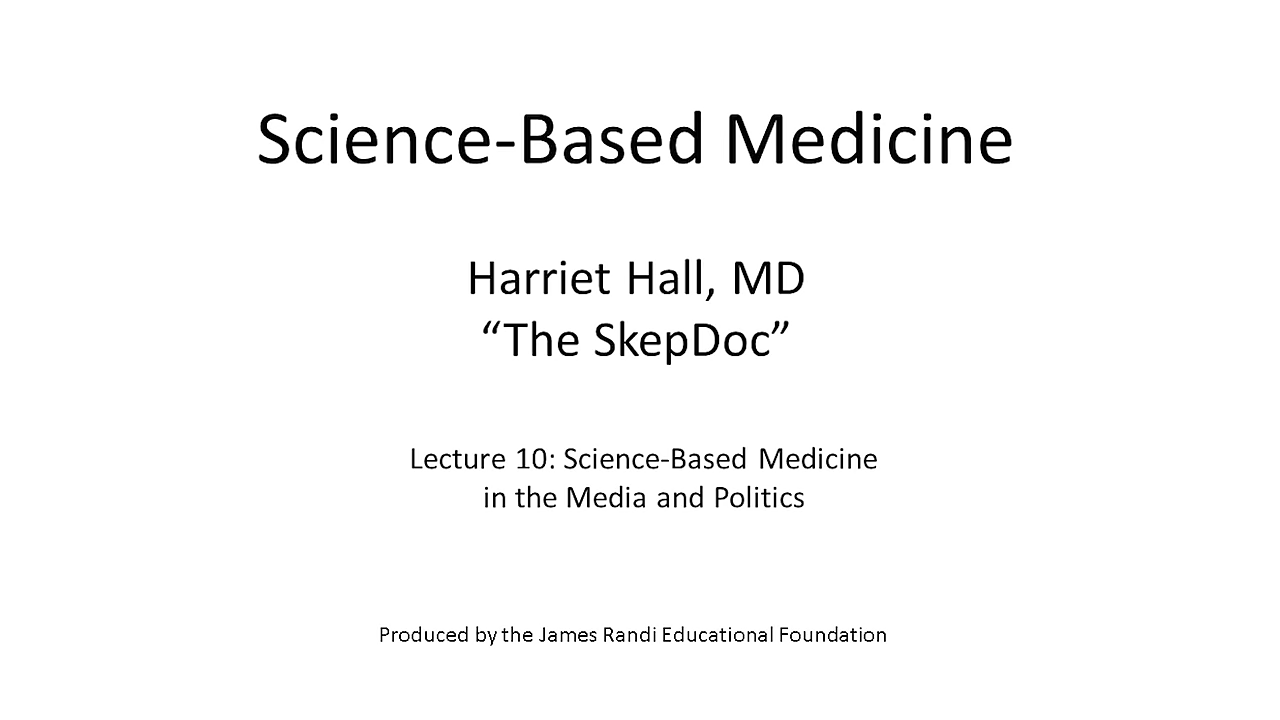 Science-Based Medicine
Harriet Hall, MD
“The SkepDoc”
Lecture 10: Science-Based Medicine
in the Media and Politics
Produced by the James Randi Educational Foundation